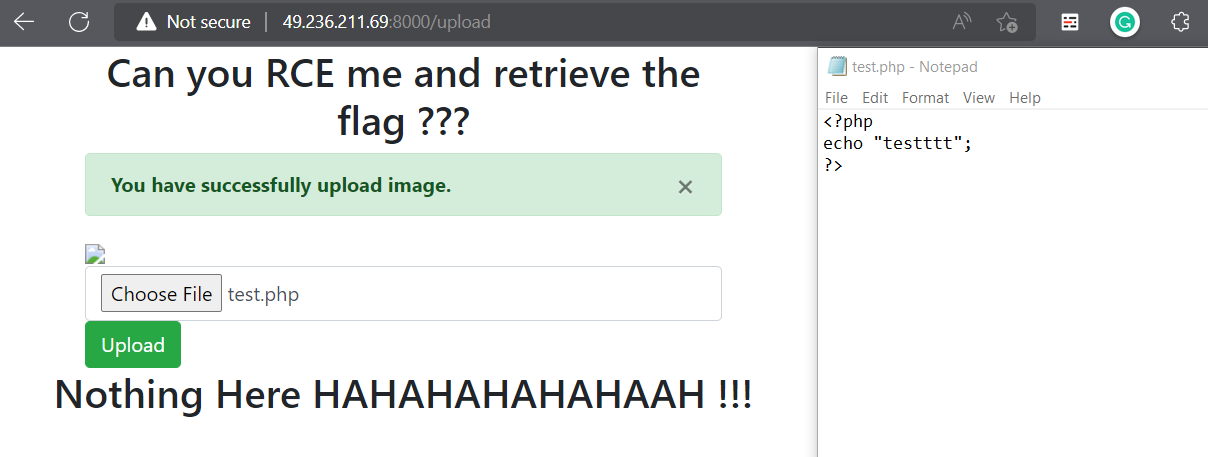 Not secure | 49.236.211.69:8000/upload
Can you RCE me and retrieve the
flag ???
You have successfully upload image. ×
Choose File test.php
Upload
Nothing Here HAHAHAHAHAHAAH !!!
test.php - Notepad
File Edit Format View Help
<?php
echo "testttt";
?>